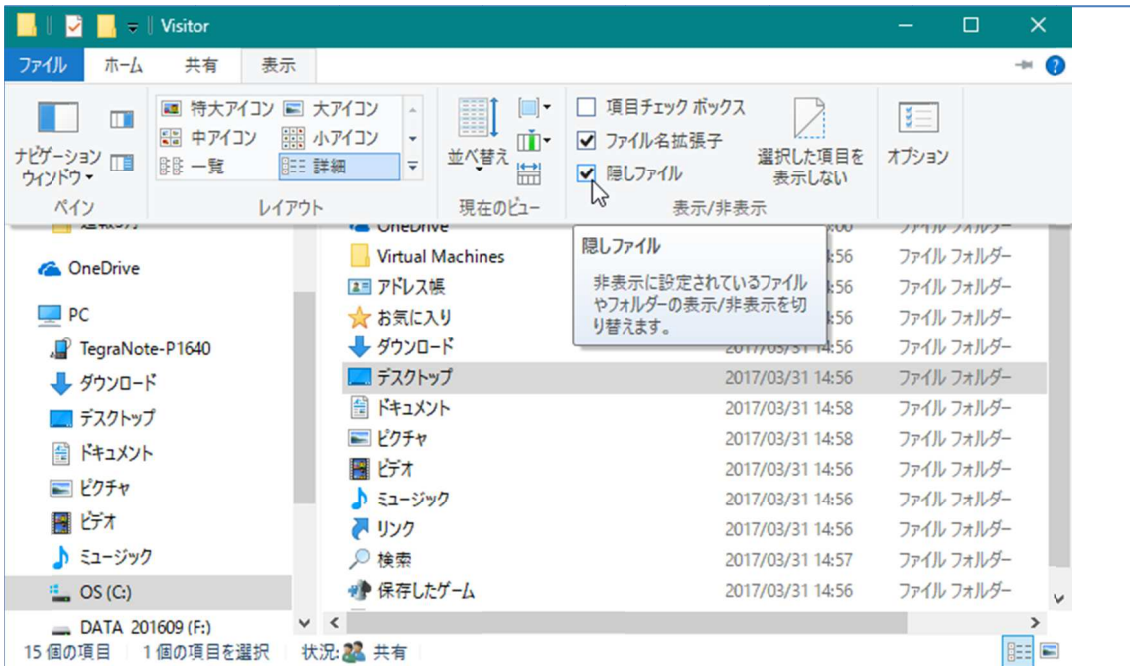 Visitor
ファイル ホーム 共有 表示
特大アイコン 大アイコン
中アイコン 小アイコン
一覧 詳細
ナビゲーション
ウィンドウ
ペイン
レイアウト
並べ替え
現在のビュー
項目チェック ボックス
ファイル名拡張子
隠しファイル
選択した項目を
表示しない
表示/非表示
オプション
隠しファイル
非表示に設定されているファイル
やフォルダーの表示/非表示を切
り替えます。
OneDrive
PC
TegraNote-P1640
ダウンロード
デスクトップ
ドキュメント
ピクチャ
ビデオ
ミュージック
OS (C:)
DATA_201609 (F:)
OneDrive ファイル フォルダー
Virtual Machines :56 ファイル フォルダー
アドレス帳 :56 ファイル フォルダー
お気に入り :56 ファイル フォルダー
ダウンロード 2017/03/31 14:56 ファイル フォルダー
デスクトップ 2017/03/31 14:56 ファイル フォルダー
ドキュメント 2017/03/31 14:58 ファイル フォルダー
ピクチャ 2017/03/31 14:58 ファイル フォルダー
ビデオ 2017/03/31 14:56 ファイル フォルダー
ミュージック 2017/03/31 14:56 ファイル フォルダー
リンク 2017/03/31 14:56 ファイル フォルダー
検索 2017/03/31 14:57 ファイル フォルダー
保存したゲーム 2017/03/31 14:56 ファイル フォルダー
15 個の項目 1 個の項目を選択 状況: 共有